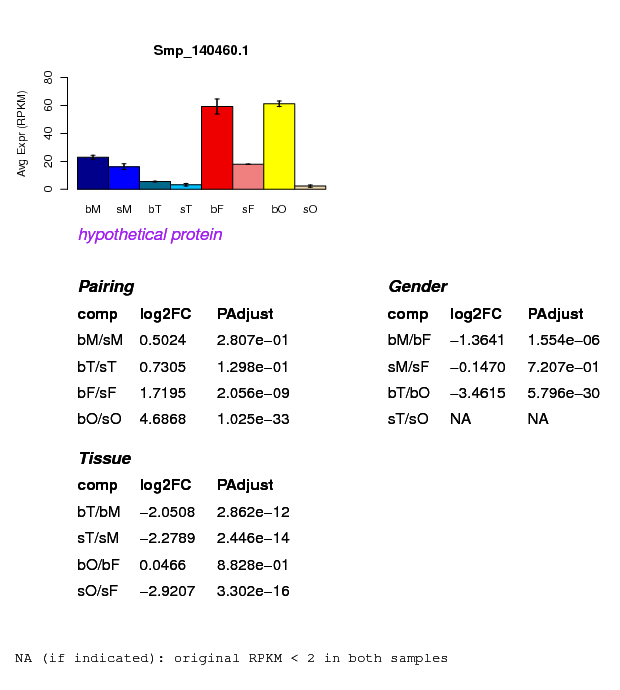 Smp_140460.1
Avg Expr (RPKM)
80
60
40
20
0
bM sM bT sT bF sF bO sO
hypothetical protein
Pairing
comp log2FC PAdjust
bM/sM 0.5024 2.807e−01
bT/sT 0.7305 1.298e−01
bF/sF 1.7195 2.056e−09
bO/sO 4.6868 1.025e−33
Gender
comp log2FC PAdjust
bM/bF −1.3641 1.554e−06
sM/sF −0.1470 7.207e−01
bT/bO −3.4615 5.796e−30
sT/sO NA NA
Tissue
comp log2FC PAdjust
bT/bM −2.0508 2.862e−12
sT/sM −2.2789 2.446e−14
bO/bF 0.0466 8.828e−01
sO/sF −2.9207 3.302e−16
NA (if indicated): original RPKM < 2 in both samples